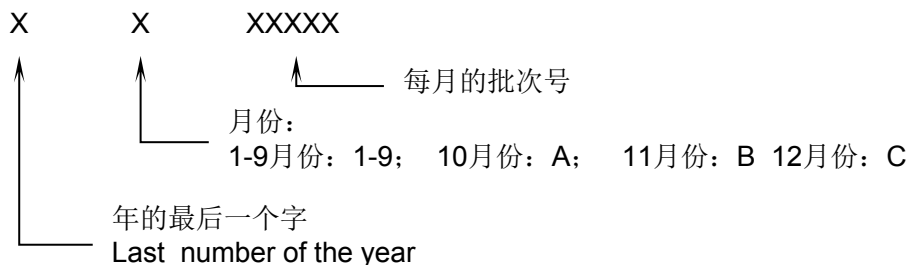 X X XXXXX
每月的批次号
月份：
1-9月份：1-9； 10月份：A； 11月份：B 12月份：C
年的最后一个字
Last number of the year